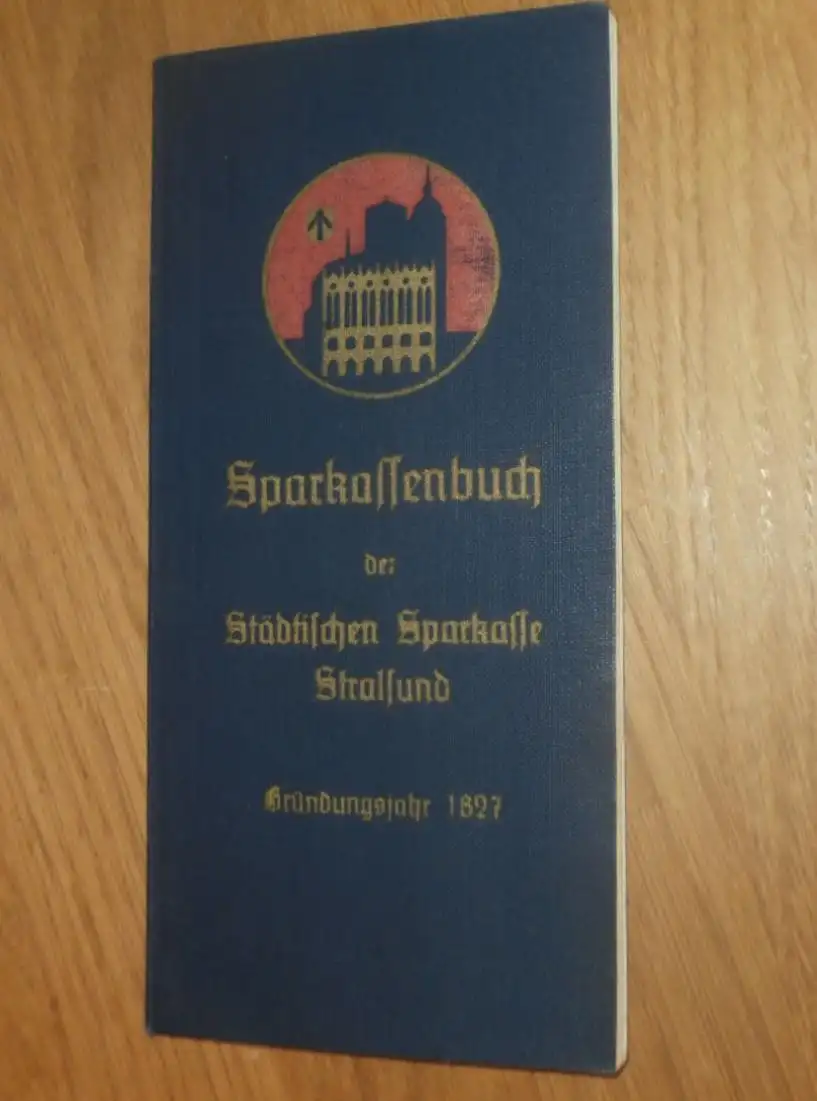 Sparkaſſenbuch
der
Städtiſchen Sparkaſſe
Stralſund
Gründungsjahr 1827